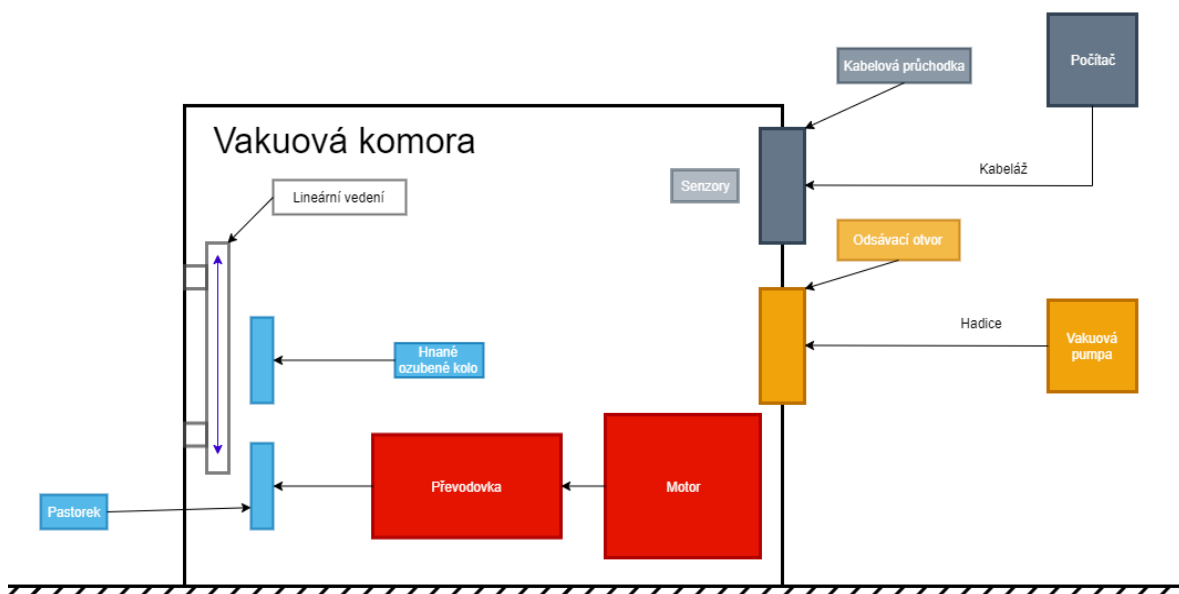 Počítač
Kabelová průchodka
Vakuová komora
Kabeláž
Senzory
Lineární vedení
Odsávací otvor
Hadice
Vakuová
pumpa
Hnané
ozubené kolo
Převodovka
Motor
Pastorek